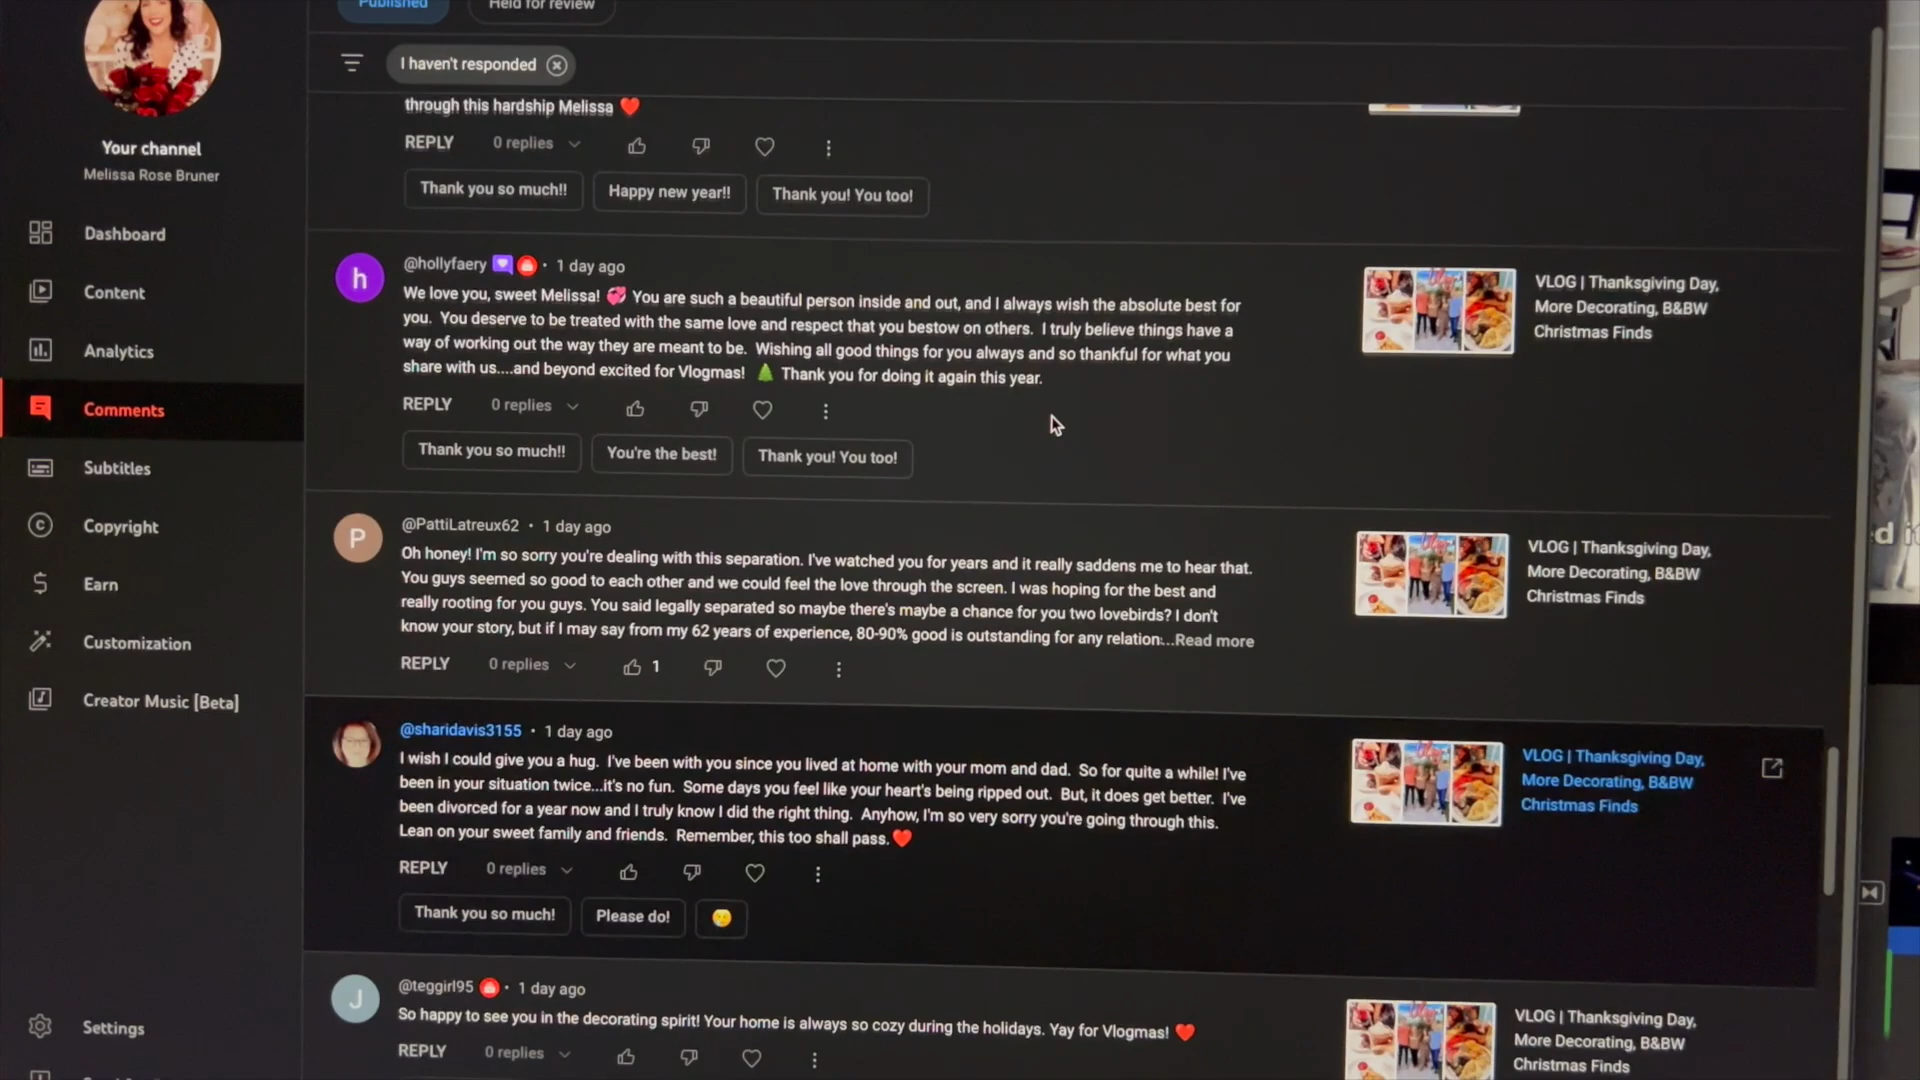 Published
Held for review
I haven't responded
through this hardship Melissa ❤️
REPLY 0 replies
Thank you so much!! Happy new year!! Thank you! You too!
Your channel
Melissa Rose Bruner
Dashboard
Content
Analytics
Comments
Subtitles
Copyright
Earn
Customization
Creator Music [Beta]
Settings
@hollyfaery • 1 day ago
We love you, sweet Melissa! 💞 You are such a beautiful person inside and out, and I always wish the absolute best for
you. You deserve to be treated with the same love and respect that you bestow on others. I truly believe things have a
way of working out the way they are meant to be. Wishing all good things for you always and so thankful for what you
share with us....and beyond excited for Vlogmas! 🎄 Thank you for doing it again this year.
REPLY 0 replies
Thank you so much!! You're the best! Thank you! You too!
VLOG | Thanksgiving Day,
More Decorating, B&BW
Christmas Finds
P
@PattiLatreux62 • 1 day ago
Oh honey! I'm so sorry you're dealing with this separation. I've watched you for years and it really saddens me to hear that.
You guys seemed so good to each other and we could feel the love through the screen. I was hoping for the best and
really rooting for you guys. You said legally separated so maybe there's maybe a chance for you two lovebirds? I don't
know your story, but if I may say from my 62 years of experience, 80-90% good is outstanding for any relation...Read more
REPLY 0 replies 1
VLOG | Thanksgiving Day,
More Decorating, B&BW
Christmas Finds
@sharidavis3155 • 1 day ago
I wish I could give you a hug. I've been with you since you lived at home with your mom and dad. So for quite a while! I've
been in your situation twice...it's no fun. Some days you feel like your heart's being ripped out. But, it does get better. I've
been divorced for a year now and I truly know I did the right thing. Anyhow, I'm so very sorry you're going through this.
Lean on your sweet family and friends. Remember, this too shall pass. ❤️
REPLY 0 replies
Thank you so much! Please do! 😢
VLOG | Thanksgiving Day,
More Decorating, B&BW
Christmas Finds
J
@teggirl95 • 1 day ago
So happy to see you in the decorating spirit! Your home is always so cozy during the holidays. Yay for Vlogmas! ❤️
REPLY 0 replies
VLOG | Thanksgiving Day,
More Decorating, B&BW
Christmas Finds
h